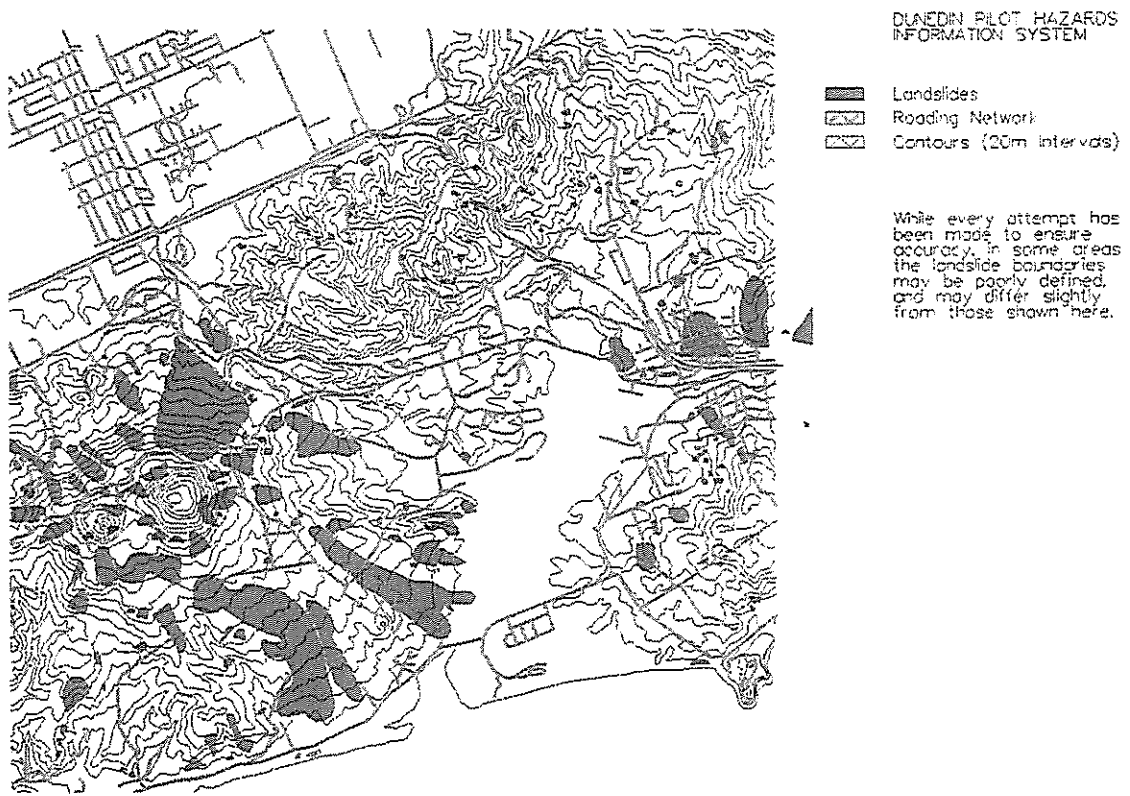 DUNEDIN PILOT HAZARDS
INFORMATION SYSTEM
Landslides
Roading Network
Contours (20m intervals)
While every attempt has
been made to ensure
accuracy, in some areas
the landslide boundaries
may be poorly defined,
and may differ slightly
from those shown here.